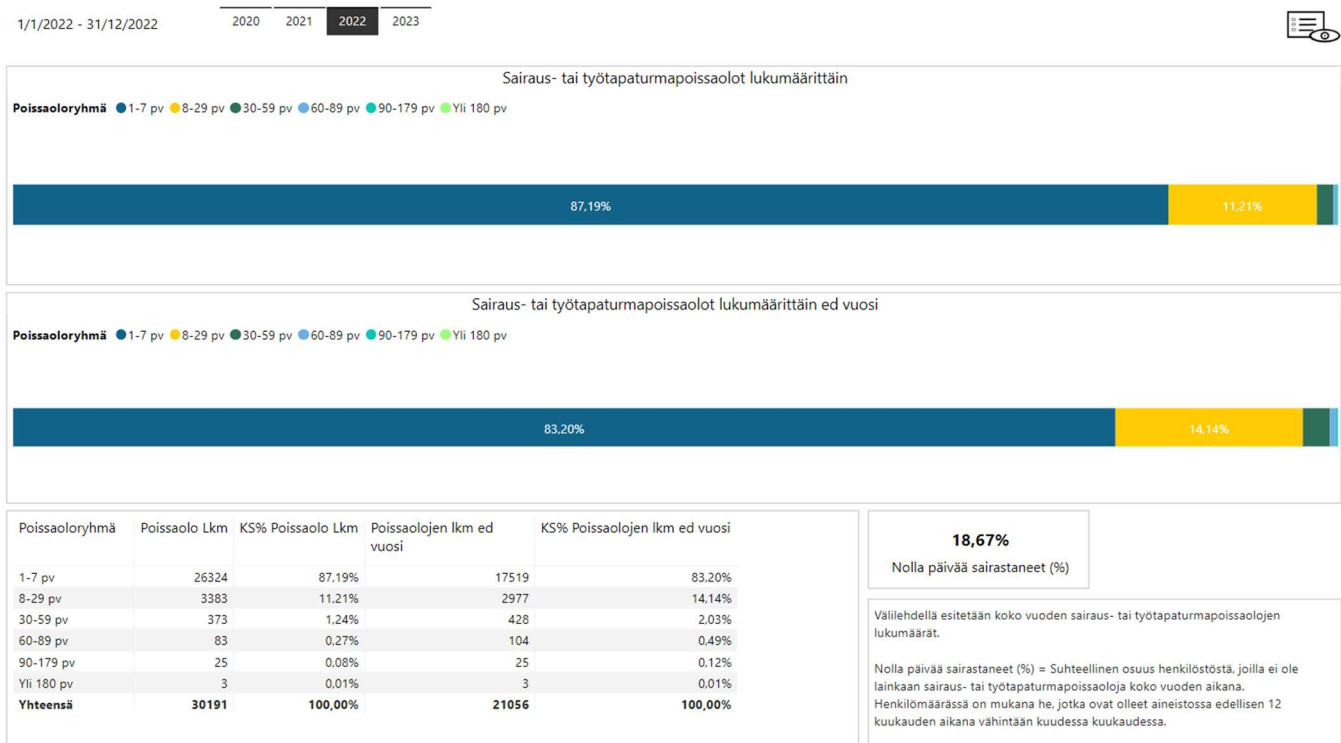 1/1/2022 - 31/12/2022
2020 2021 2022 2023
Sairaus- tai työtapaturmapoissaolot lukumäärittäin
Poissaoloryhmä 1-7 pv 8-29 pv 30-59 pv 60-89 pv 90-179 pv Yli 180 pv
87,19% 11,21%
Sairaus- tai työtapaturmapoissaolot lukumäärittäin ed vuosi
Poissaoloryhmä 1-7 pv 8-29 pv 30-59 pv 60-89 pv 90-179 pv Yli 180 pv
83,20% 14,14%
Poissaoloryhmä Poissaolo Lkm KS% Poissaolo Lkm Poissaolojen lkm ed KS% Poissaolojen lkm ed vuosi
vuosi
1-7 pv 26324 87,19% 17519 83,20%
8-29 pv 3383 11,21% 2977 14,14%
30-59 pv 373 1,24% 428 2,03%
60-89 pv 83 0,27% 104 0,49%
90-179 pv 25 0,08% 25 0,12%
Yli 180 pv 3 0,01% 3 0,01%
Yhteensä 30191 100,00% 21056 100,00%
18,67%
Nolla päivää sairastaneet (%)
Välilehdellä esitetään koko vuoden sairaus- tai työtapaturmapoissaolojen
lukumäärät.
Nolla päivää sairastaneet (%) = Suhteellinen osuus henkilöstöstä, joilla ei ole
lainkaan sairaus- tai työtapaturmapoissaoloja koko vuoden aikana.
Henkilömäärässä on mukana he, jotka ovat olleet aineistossa edellisen 12
kuukauden aikana vähintään kuudessa kuukaudessa.